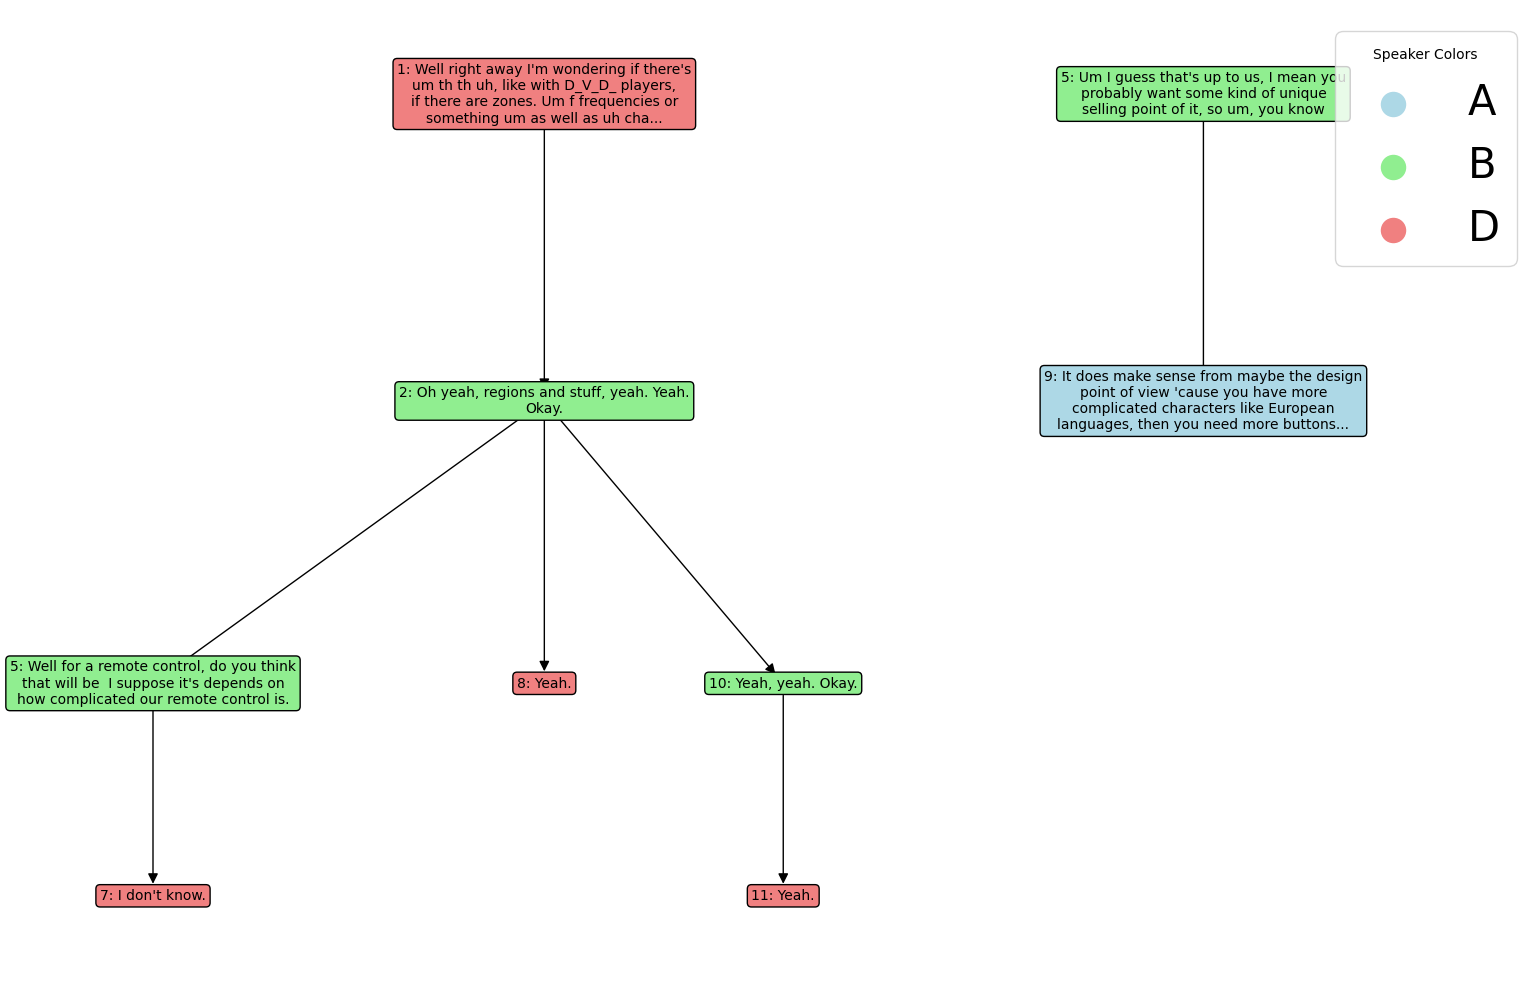 1: Well right away I'm wondering if there's
um th th uh, like with D_V_D_ players,
if there are zones. Um f frequencies or
something um as well as uh cha...
5: Um I guess that's up to us, I mean you
probably want some kind of unique
selling point of it, so um, you know
Speaker Colors
A
B
D
2: Oh yeah, regions and stuff, yeah. Yeah.
Okay.
9: It does make sense from maybe the design
point of view 'cause you have more
complicated characters like European
languages, then you need more buttons...
5: Well for a remote control, do you think
that will be  I suppose it's depends on
how complicated our remote control is.
8: Yeah.
10: Yeah, yeah. Okay.
7: I don't know.
11: Yeah.